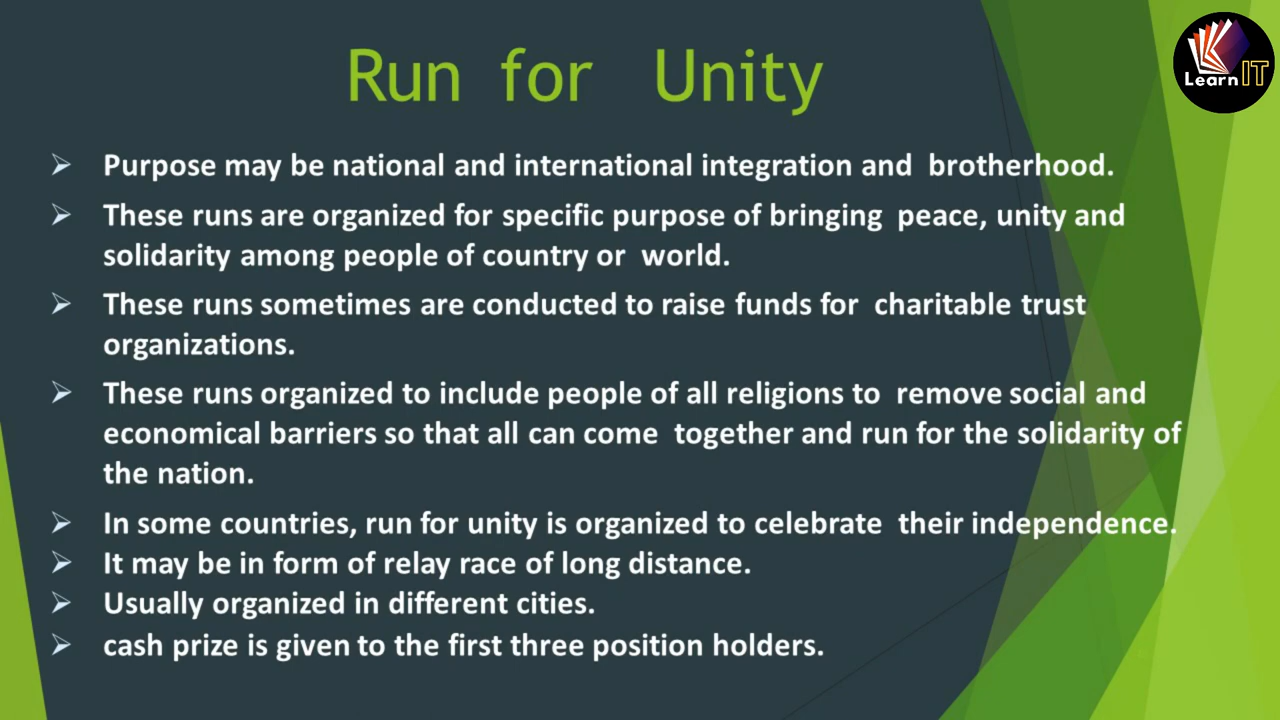 Run for Unity
Learn IT
➢ Purpose may be national and international integration and brotherhood.
➢ These runs are organized for specific purpose of bringing peace, unity and
solidarity among people of country or world.
➢ These runs sometimes are conducted to raise funds for charitable trust
organizations.
➢ These runs organized to include people of all religions to remove social and
economical barriers so that all can come together and run for the solidarity of
the nation.
➢ In some countries, run for unity is organized to celebrate their independence.
➢ It may be in form of relay race of long distance.
➢ Usually organized in different cities.
➢ cash prize is given to the first three position holders.